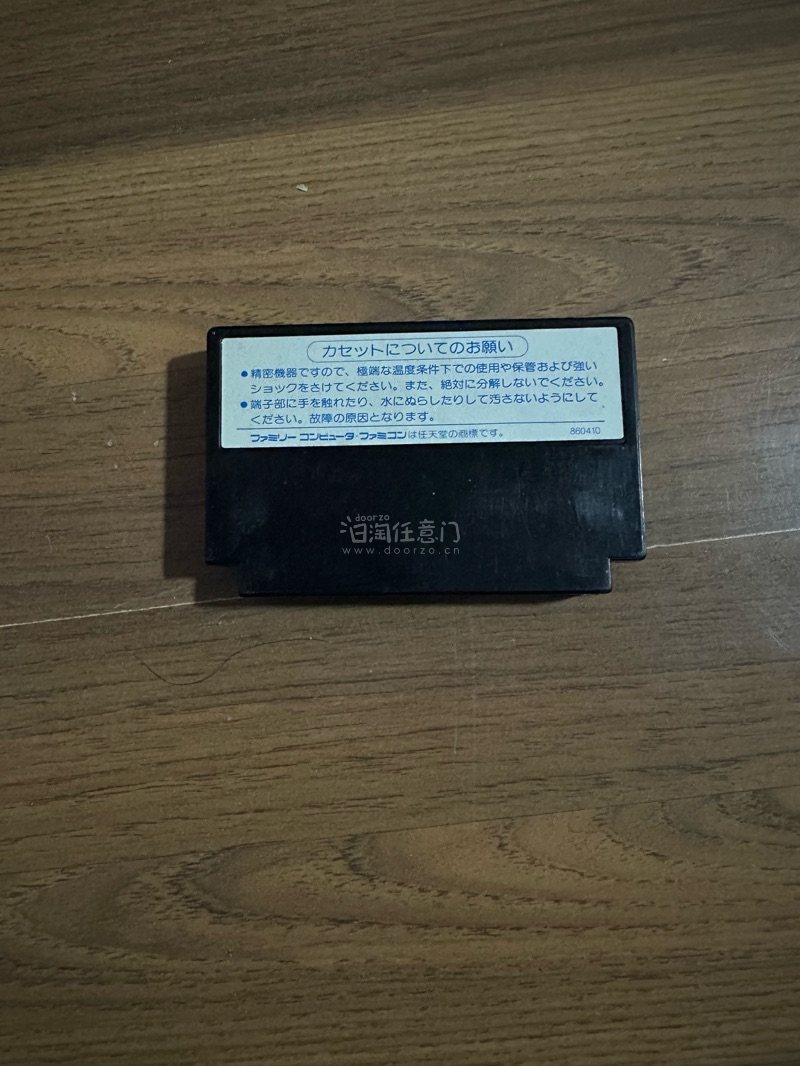 カセットについてのお願い
●精密機器ですので、極端な温度条件下での使用や保管および強い
ショックをさけてください。また、絶対に分解しないでください。
●端子部に手を触れたり、水にぬらしたりして汚さないようにして
ください。故障の原因となります。
ファミリーコンピュータ・ファミコンは任天堂の商標です。 860410
doorzo
日淘任意门
www.doorzo.cn